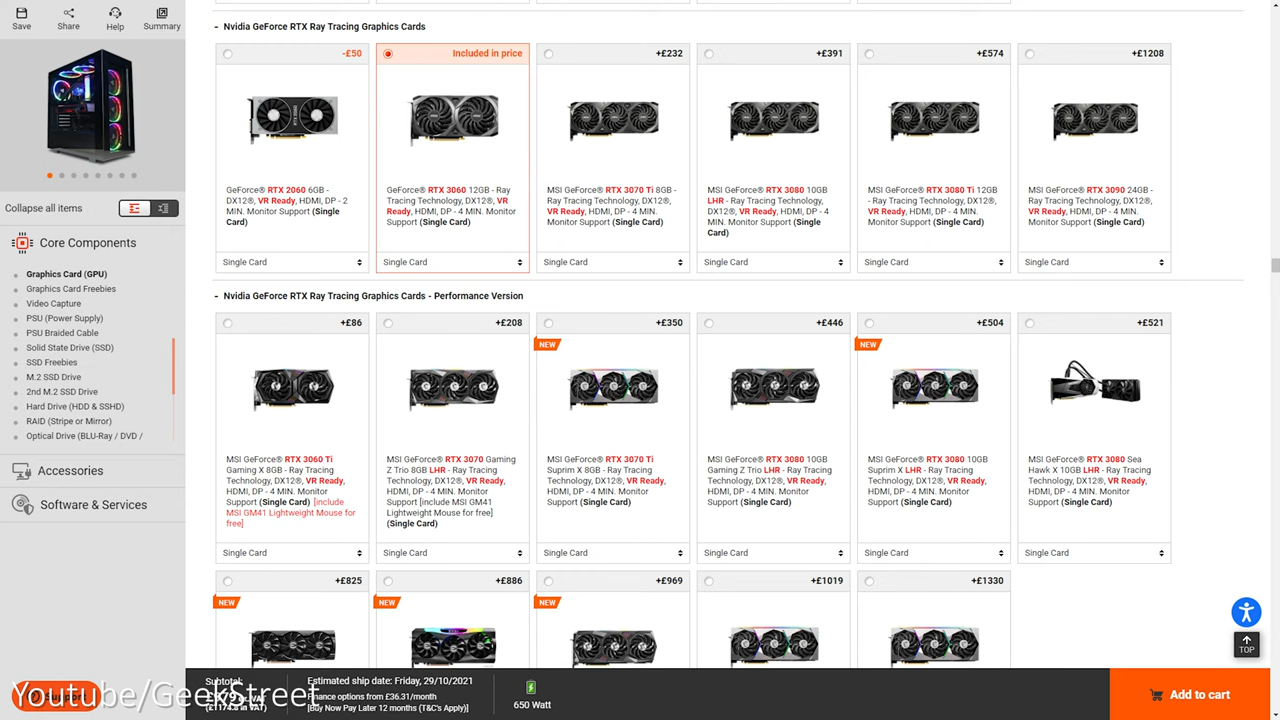 Save
Share
Help
Summary
Collapse all items
Core Components
Graphics Card (GPU)
Graphics Card Freebies
Video Capture
PSU (Power Supply)
PSU Braided Cable
Solid State Drive (SSD)
SSD Freebies
M.2 SSD Drive
2nd M.2 SSD Drive
Hard Drive (HDD & SSHD)
RAID (Stripe or Mirror)
Optical Drive (BLU-Ray / DVD /
Accessories
Software & Services
- Nvidia GeForce RTX Ray Tracing Graphics Cards
-£50
GeForce® RTX 2060 6GB -
DX12®, VR Ready, HDMI, DP - 2
MIN. Monitor Support (Single
Card)
Single Card
Included in price
GeForce® RTX 3060 12GB - Ray
Tracing Technology, DX12®, VR
Ready, HDMI, DP - 4 MIN. Monitor
Support (Single Card)
Single Card
+£232
MSI GeForce® RTX 3070 Ti 8GB -
Ray Tracing Technology, DX12®,
VR Ready, HDMI, DP - 4 MIN.
Monitor Support (Single Card)
Single Card
+£391
MSI GeForce® RTX 3080 10GB
LHR - Ray Tracing Technology,
DX12®, VR Ready, HDMI, DP - 4
MIN. Monitor Support (Single
Card)
Single Card
+£574
MSI GeForce® RTX 3080 Ti 12GB
- Ray Tracing Technology, DX12®,
VR Ready, HDMI, DP - 4 MIN.
Monitor Support (Single Card)
Single Card
+£1208
MSI GeForce® RTX 3090 24GB -
Ray Tracing Technology, DX12®,
VR Ready, HDMI, DP - 4 MIN.
Monitor Support (Single Card)
Single Card
- Nvidia GeForce RTX Ray Tracing Graphics Cards - Performance Version
+£86
MSI GeForce® RTX 3060 Ti
Gaming X 8GB - Ray Tracing
Technology, DX12®, VR Ready,
HDMI, DP - 4 MIN. Monitor
Support (Single Card) [include
MSI GM41 Lightweight Mouse for
free]
Single Card
+£208
MSI GeForce® RTX 3070 Gaming
Z Trio 8GB LHR - Ray Tracing
Technology, DX12®, VR Ready,
HDMI, DP - 4 MIN. Monitor
Support [include MSI GM41
Lightweight Mouse for free]
(Single Card)
Single Card
+£350
NEW
MSI GeForce® RTX 3070 Ti
Suprim X 8GB - Ray Tracing
Technology, DX12®, VR Ready,
HDMI, DP - 4 MIN. Monitor
Support (Single Card)
Single Card
+£446
MSI GeForce® RTX 3080 10GB
Gaming Z Trio LHR - Ray Tracing
Technology, DX12®, VR Ready,
HDMI, DP - 4 MIN. Monitor
Support (Single Card)
Single Card
+£504
NEW
MSI GeForce® RTX 3080 10GB
Suprim X LHR - Ray Tracing
Technology, DX12®, VR Ready,
HDMI, DP - 4 MIN. Monitor
Support (Single Card)
Single Card
+£521
MSI GeForce® RTX 3080 Sea
Hawk X 10GB LHR - Ray Tracing
Technology, DX12®, VR Ready,
HDMI, DP - 4 MIN. Monitor
Support (Single Card)
Single Card
+£825
NEW
+£886
NEW
+£969
NEW
+£1019
+£1330
TOP
Subtotal:
Youtube/GeekStreet
Estimated ship date: Friday, 29/10/2021
Finance options from £36.31/month
[Buy Now Pay Later 12 months (T&C's Apply)]
650 Watt
Add to cart